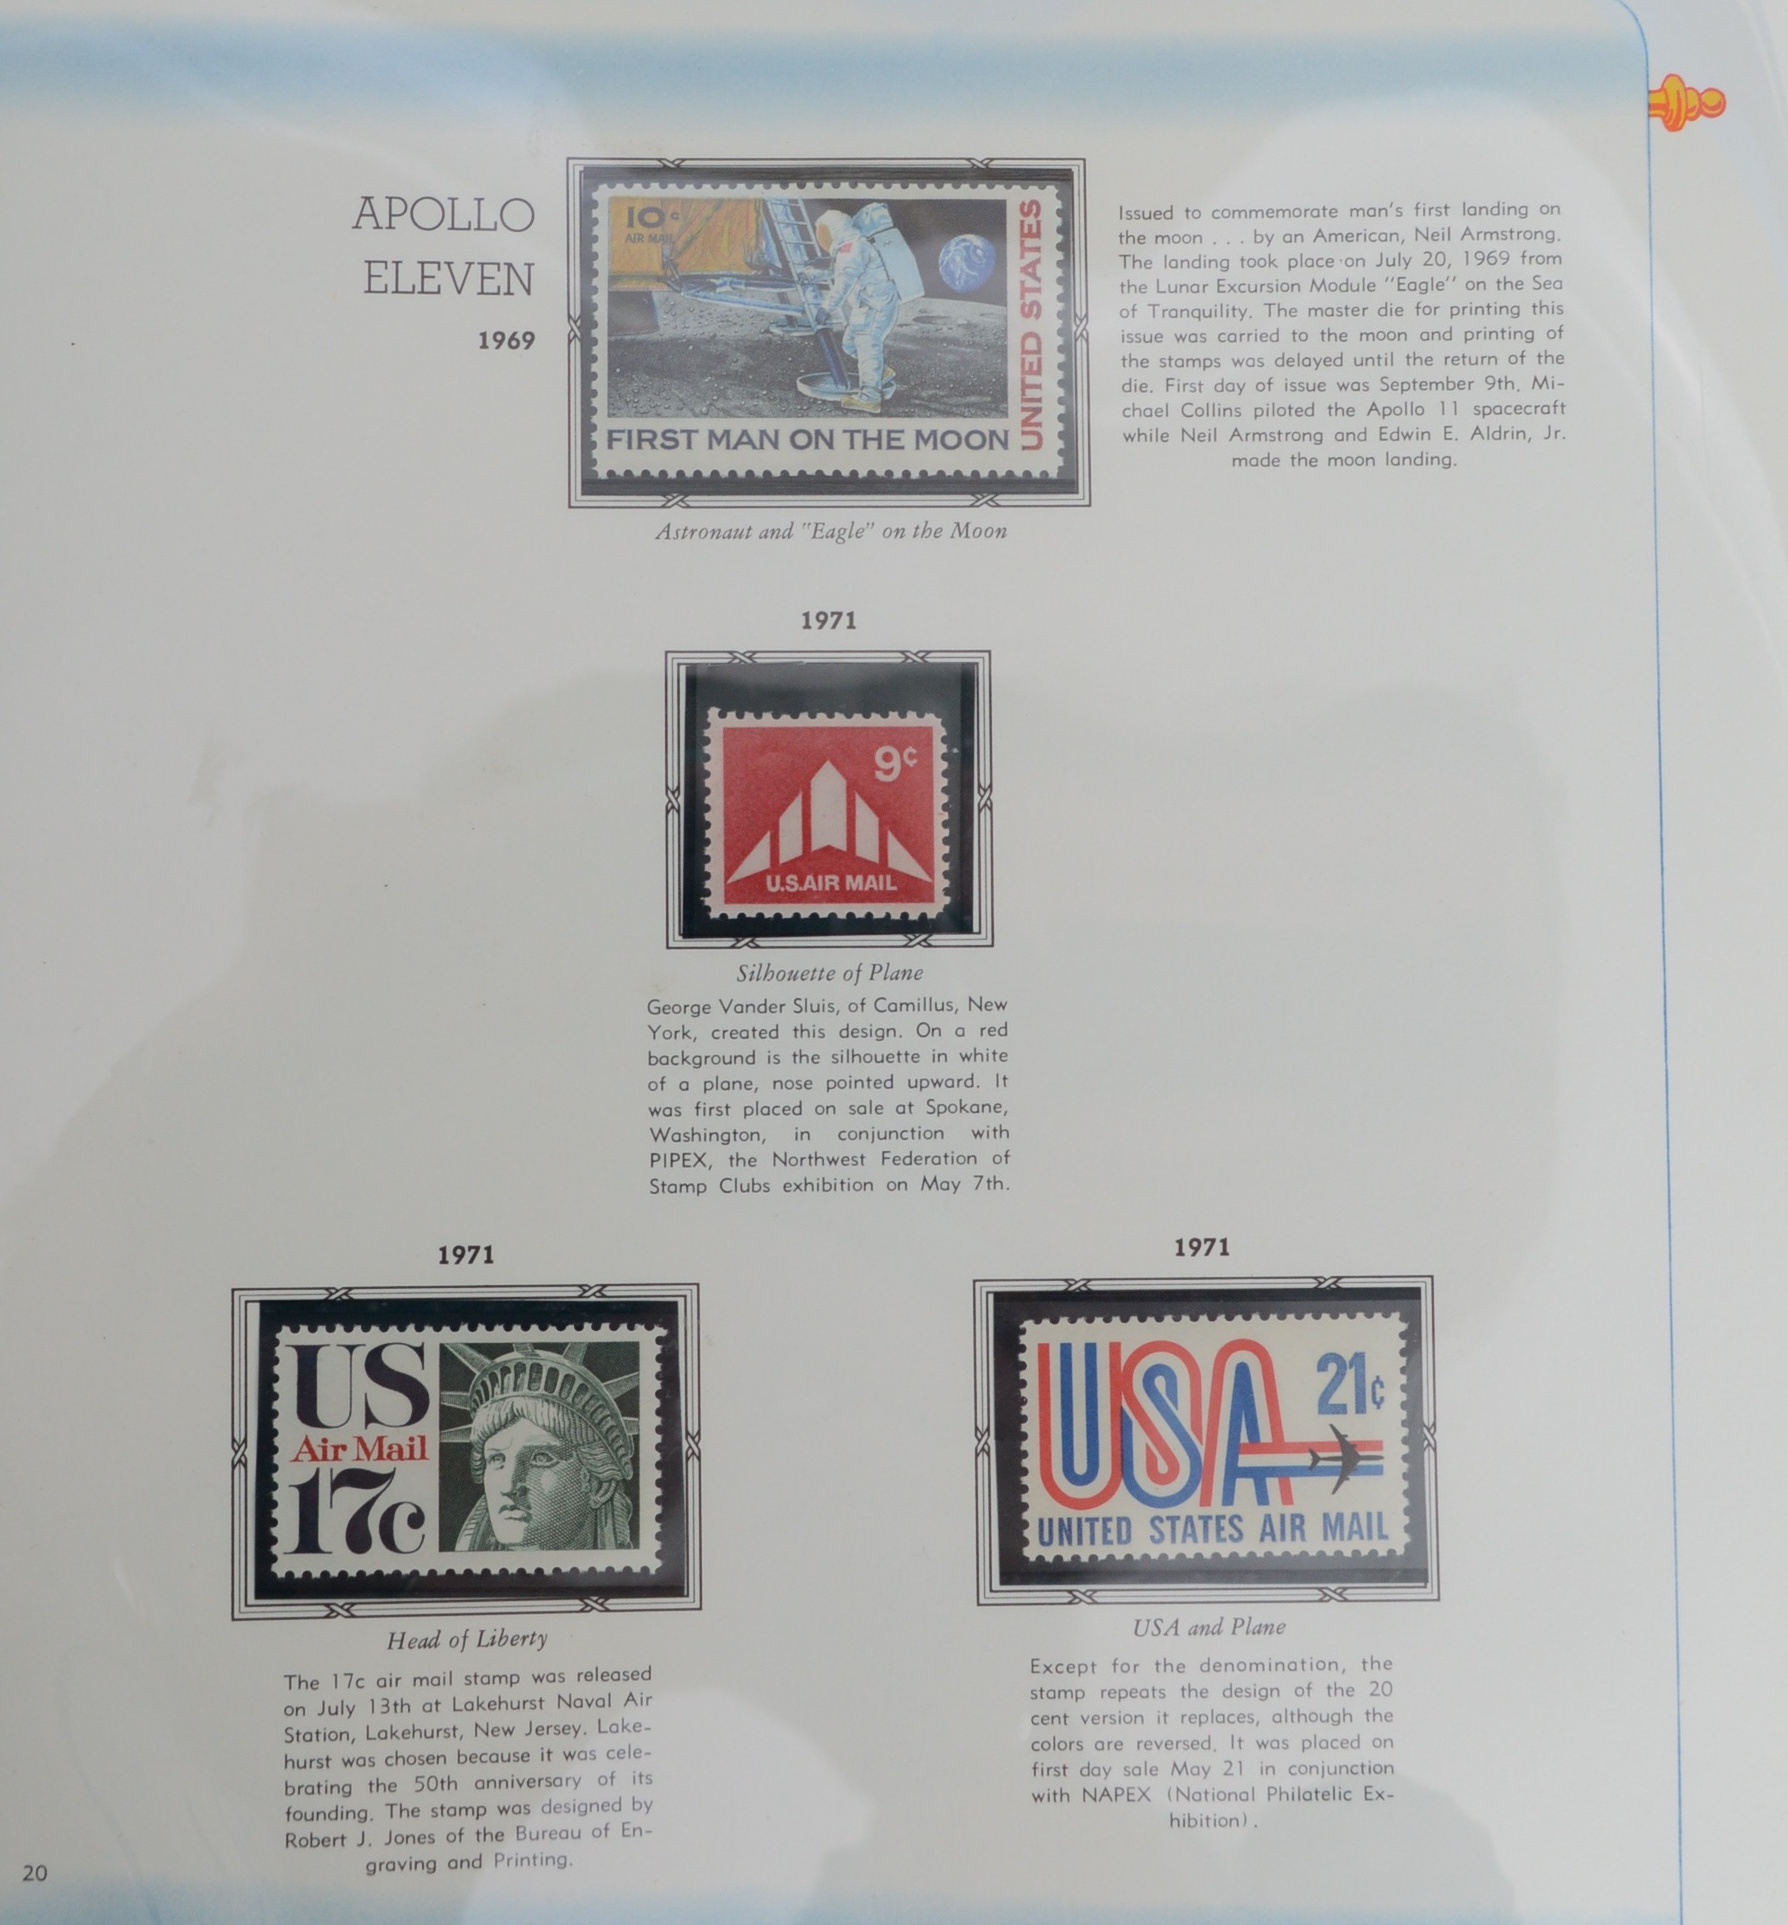 APOLLO
ELEVEN
1969
10c
AIR MAIL
UNITED STATES
FIRST MAN ON THE MOON
Astronaut and "Eagle" on the Moon
Issued to commemorate man's first landing on
the moon . . . by an American, Neil Armstrong.
The landing took place on July 20, 1969 from
the Lunar Excursion Module "Eagle" on the Sea
of Tranquility. The master die for printing this
issue was carried to the moon and printing of
the stamps was delayed until the return of the
die. First day of issue was September 9th. Mi-
chael Collins piloted the Apollo 11 spacecraft
while Neil Armstrong and Edwin E. Aldrin, Jr.
made the moon landing.
1971
9¢
U.S. AIR MAIL
Silhouette of Plane
George Vander Sluis, of Camillus, New
York, created this design. On a red
background is the silhouette in white
of a plane, nose pointed upward. It
was first placed on sale at Spokane,
Washington, in conjunction with
PIPEX, the Northwest Federation of
Stamp Clubs exhibition on May 7th.
1971
US
Air Mail
17c
Head of Liberty
The 17c air mail stamp was released
on July 13th at Lakehurst Naval Air
Station, Lakehurst, New Jersey. Lake-
hurst was chosen because it was cele-
brating the 50th anniversary of its
founding. The stamp was designed by
Robert J. Jones of the Bureau of En-
graving and Printing.
1971
USA
21¢
UNITED STATES AIR MAIL
USA and Plane
Except for the denomination, the
stamp repeats the design of the 20
cent version it replaces, although the
colors are reversed. It was placed on
first day sale May 21 in conjunction
with NAPEX (National Philatelic Ex-
hibition).
20